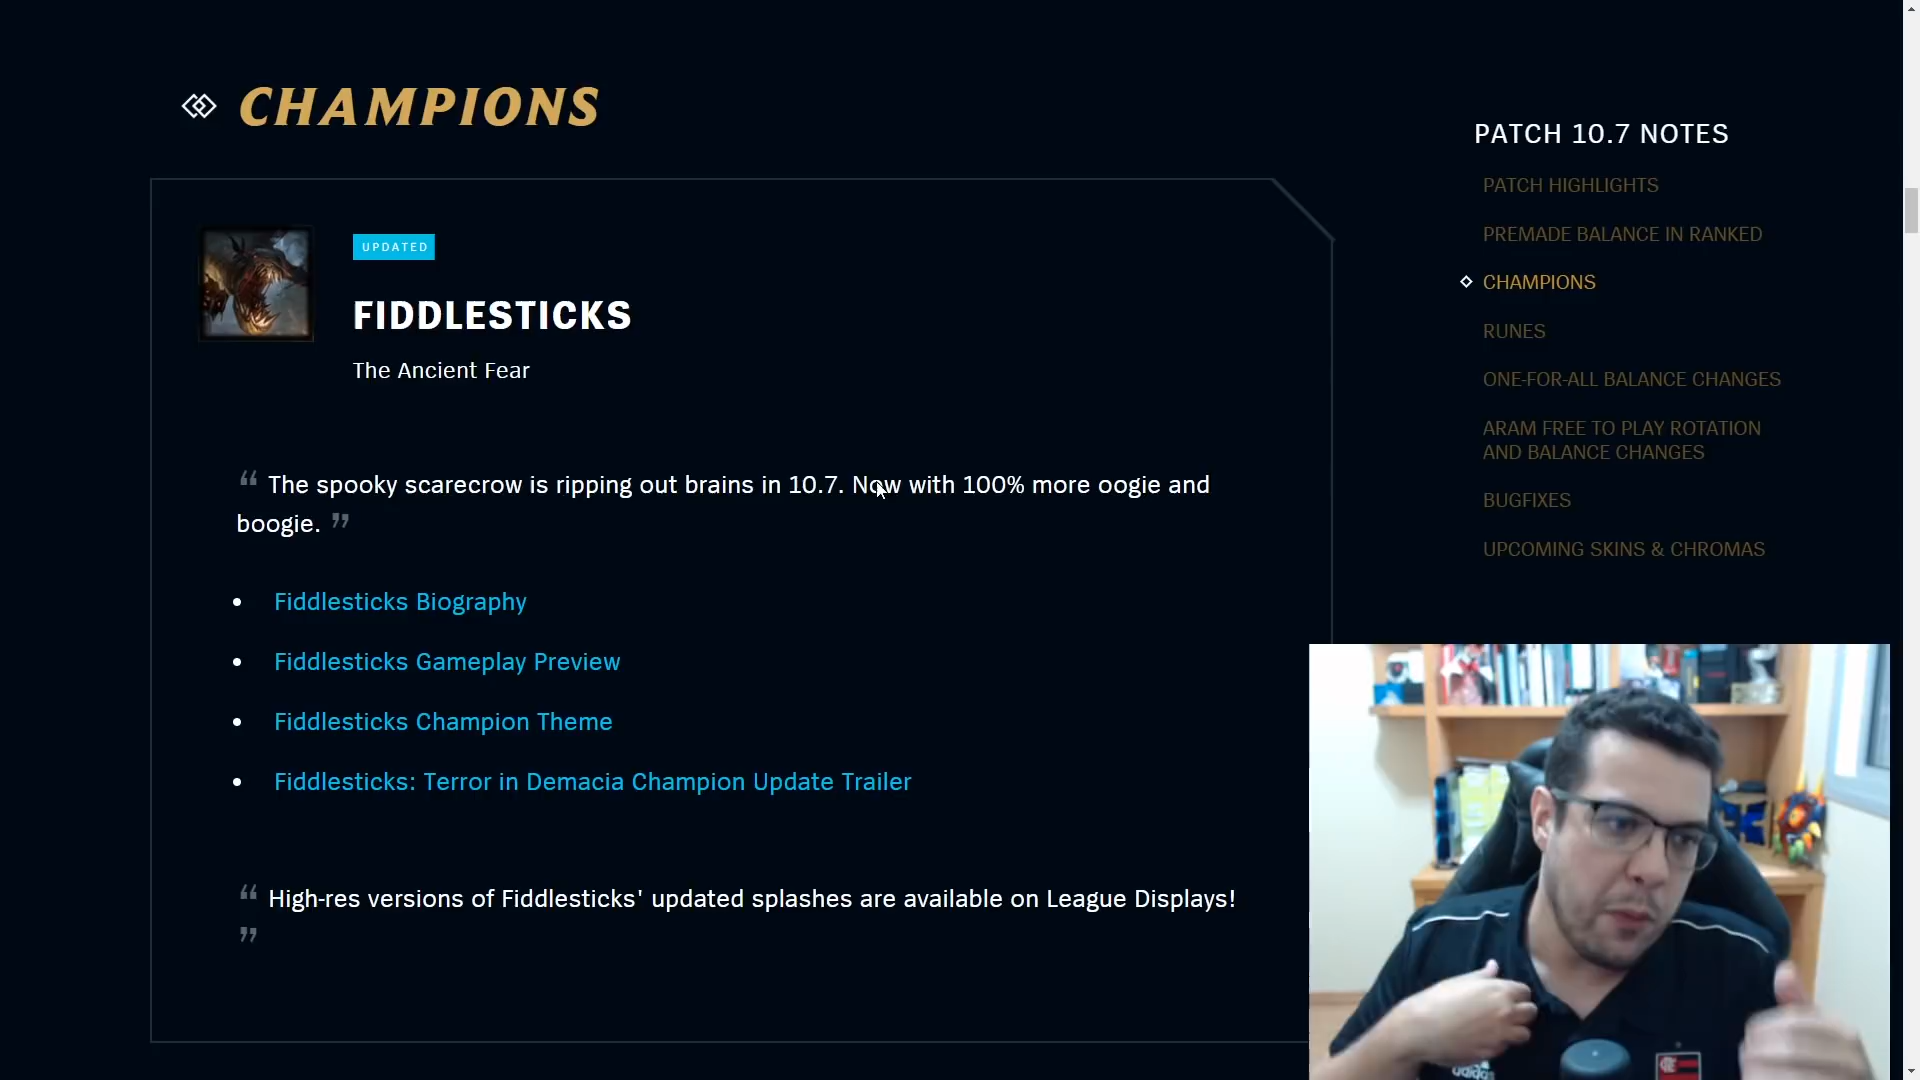 CHAMPIONS
UPDATED
FIDDLESTICKS
The Ancient Fear
“ The spooky scarecrow is ripping out brains in 10.7. Now with 100% more oogie and
boogie. ”
• Fiddlesticks Biography
• Fiddlesticks Gameplay Preview
• Fiddlesticks Champion Theme
• Fiddlesticks: Terror in Demacia Champion Update Trailer
“ High-res versions of Fiddlesticks' updated splashes are available on League Displays!
”
PATCH 10.7 NOTES
PATCH HIGHLIGHTS
PREMADE BALANCE IN RANKED
CHAMPIONS
RUNES
ONE-FOR-ALL BALANCE CHANGES
ARAM FREE TO PLAY ROTATION
AND BALANCE CHANGES
BUGFIXES
UPCOMING SKINS & CHROMAS
adidas